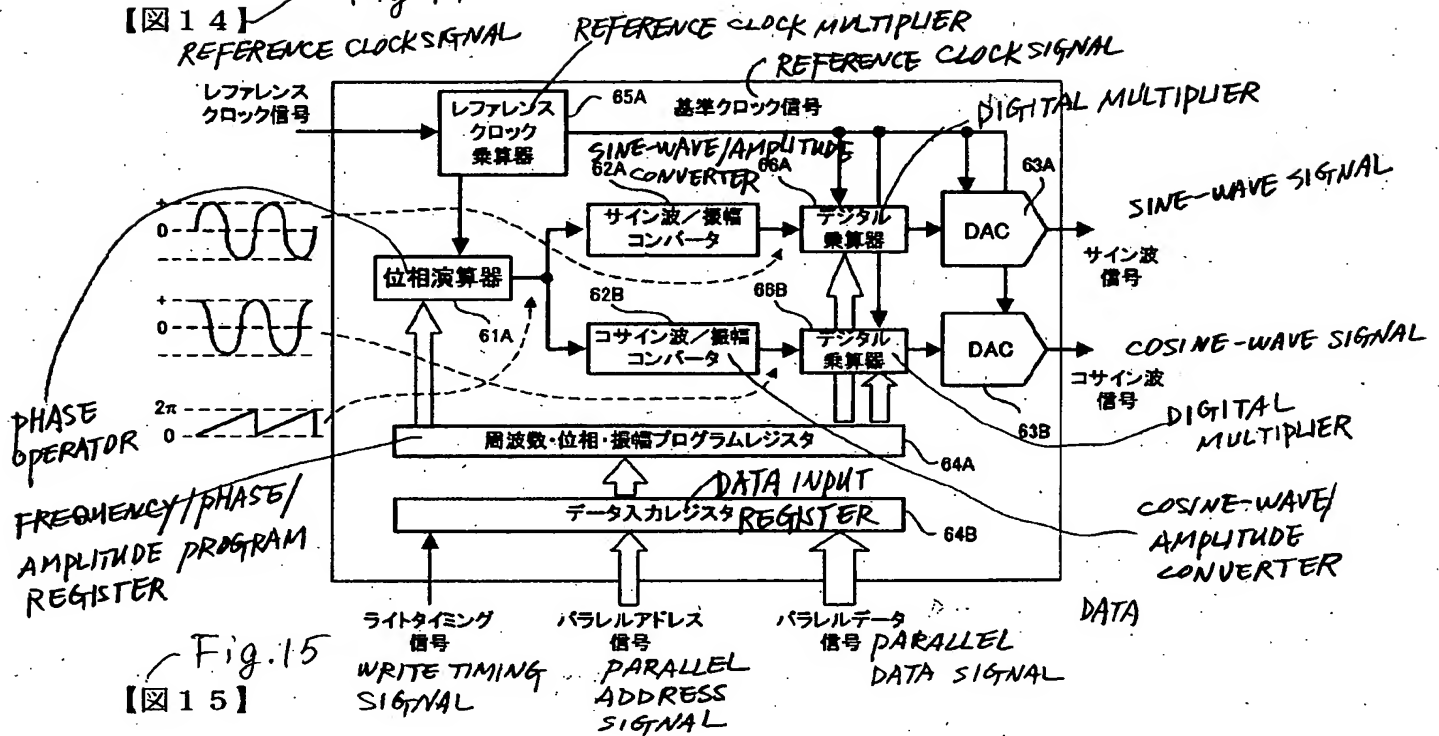 Fig.14
【図１４】
REFERENCE CLOCK SIGNAL
REFERENCE CLOCK MULTIPLIER
REFERENCE CLOCK SIGNAL
DIGITAL MULTIPLIER
レファレンス
クロック信号
レファレンス
クロック
乗算器
65A
基準クロック信号
SINE-WAVE/AMPLITUDE
CONVERTER
62A
66A
63A
SINE-WAVE SIGNAL
+
0
-
サイン波／振幅
コンバータ
デジタル
乗算器
DAC
サイン波
信号
位相演算器
61A
+
0
-
62B
66B
コサイン波／振幅
コンバータ
デジタル
乗算器
DAC
COSINE-WAVE SIGNAL
コサイン波
信号
63B
2π
0
PHASE
OPERATOR
DIGITAL
MULTIPLIER
周波数・位相・振幅プログラムレジスタ
64A
FREQUENCY/PHASE/
AMPLITUDE PROGRAM
REGISTER
DATA INPUT
REGISTER
データ入力レジスタ
64B
COSINE-WAVE/
AMPLITUDE
CONVERTER
ライトタイミング
信号
パラレルアドレス
信号
パラレルデータ
信号
DATA
WRITE TIMING
SIGNAL
PARALLEL
ADDRESS
SIGNAL
PARALLEL
DATA SIGNAL
Fig.15
【図１５】